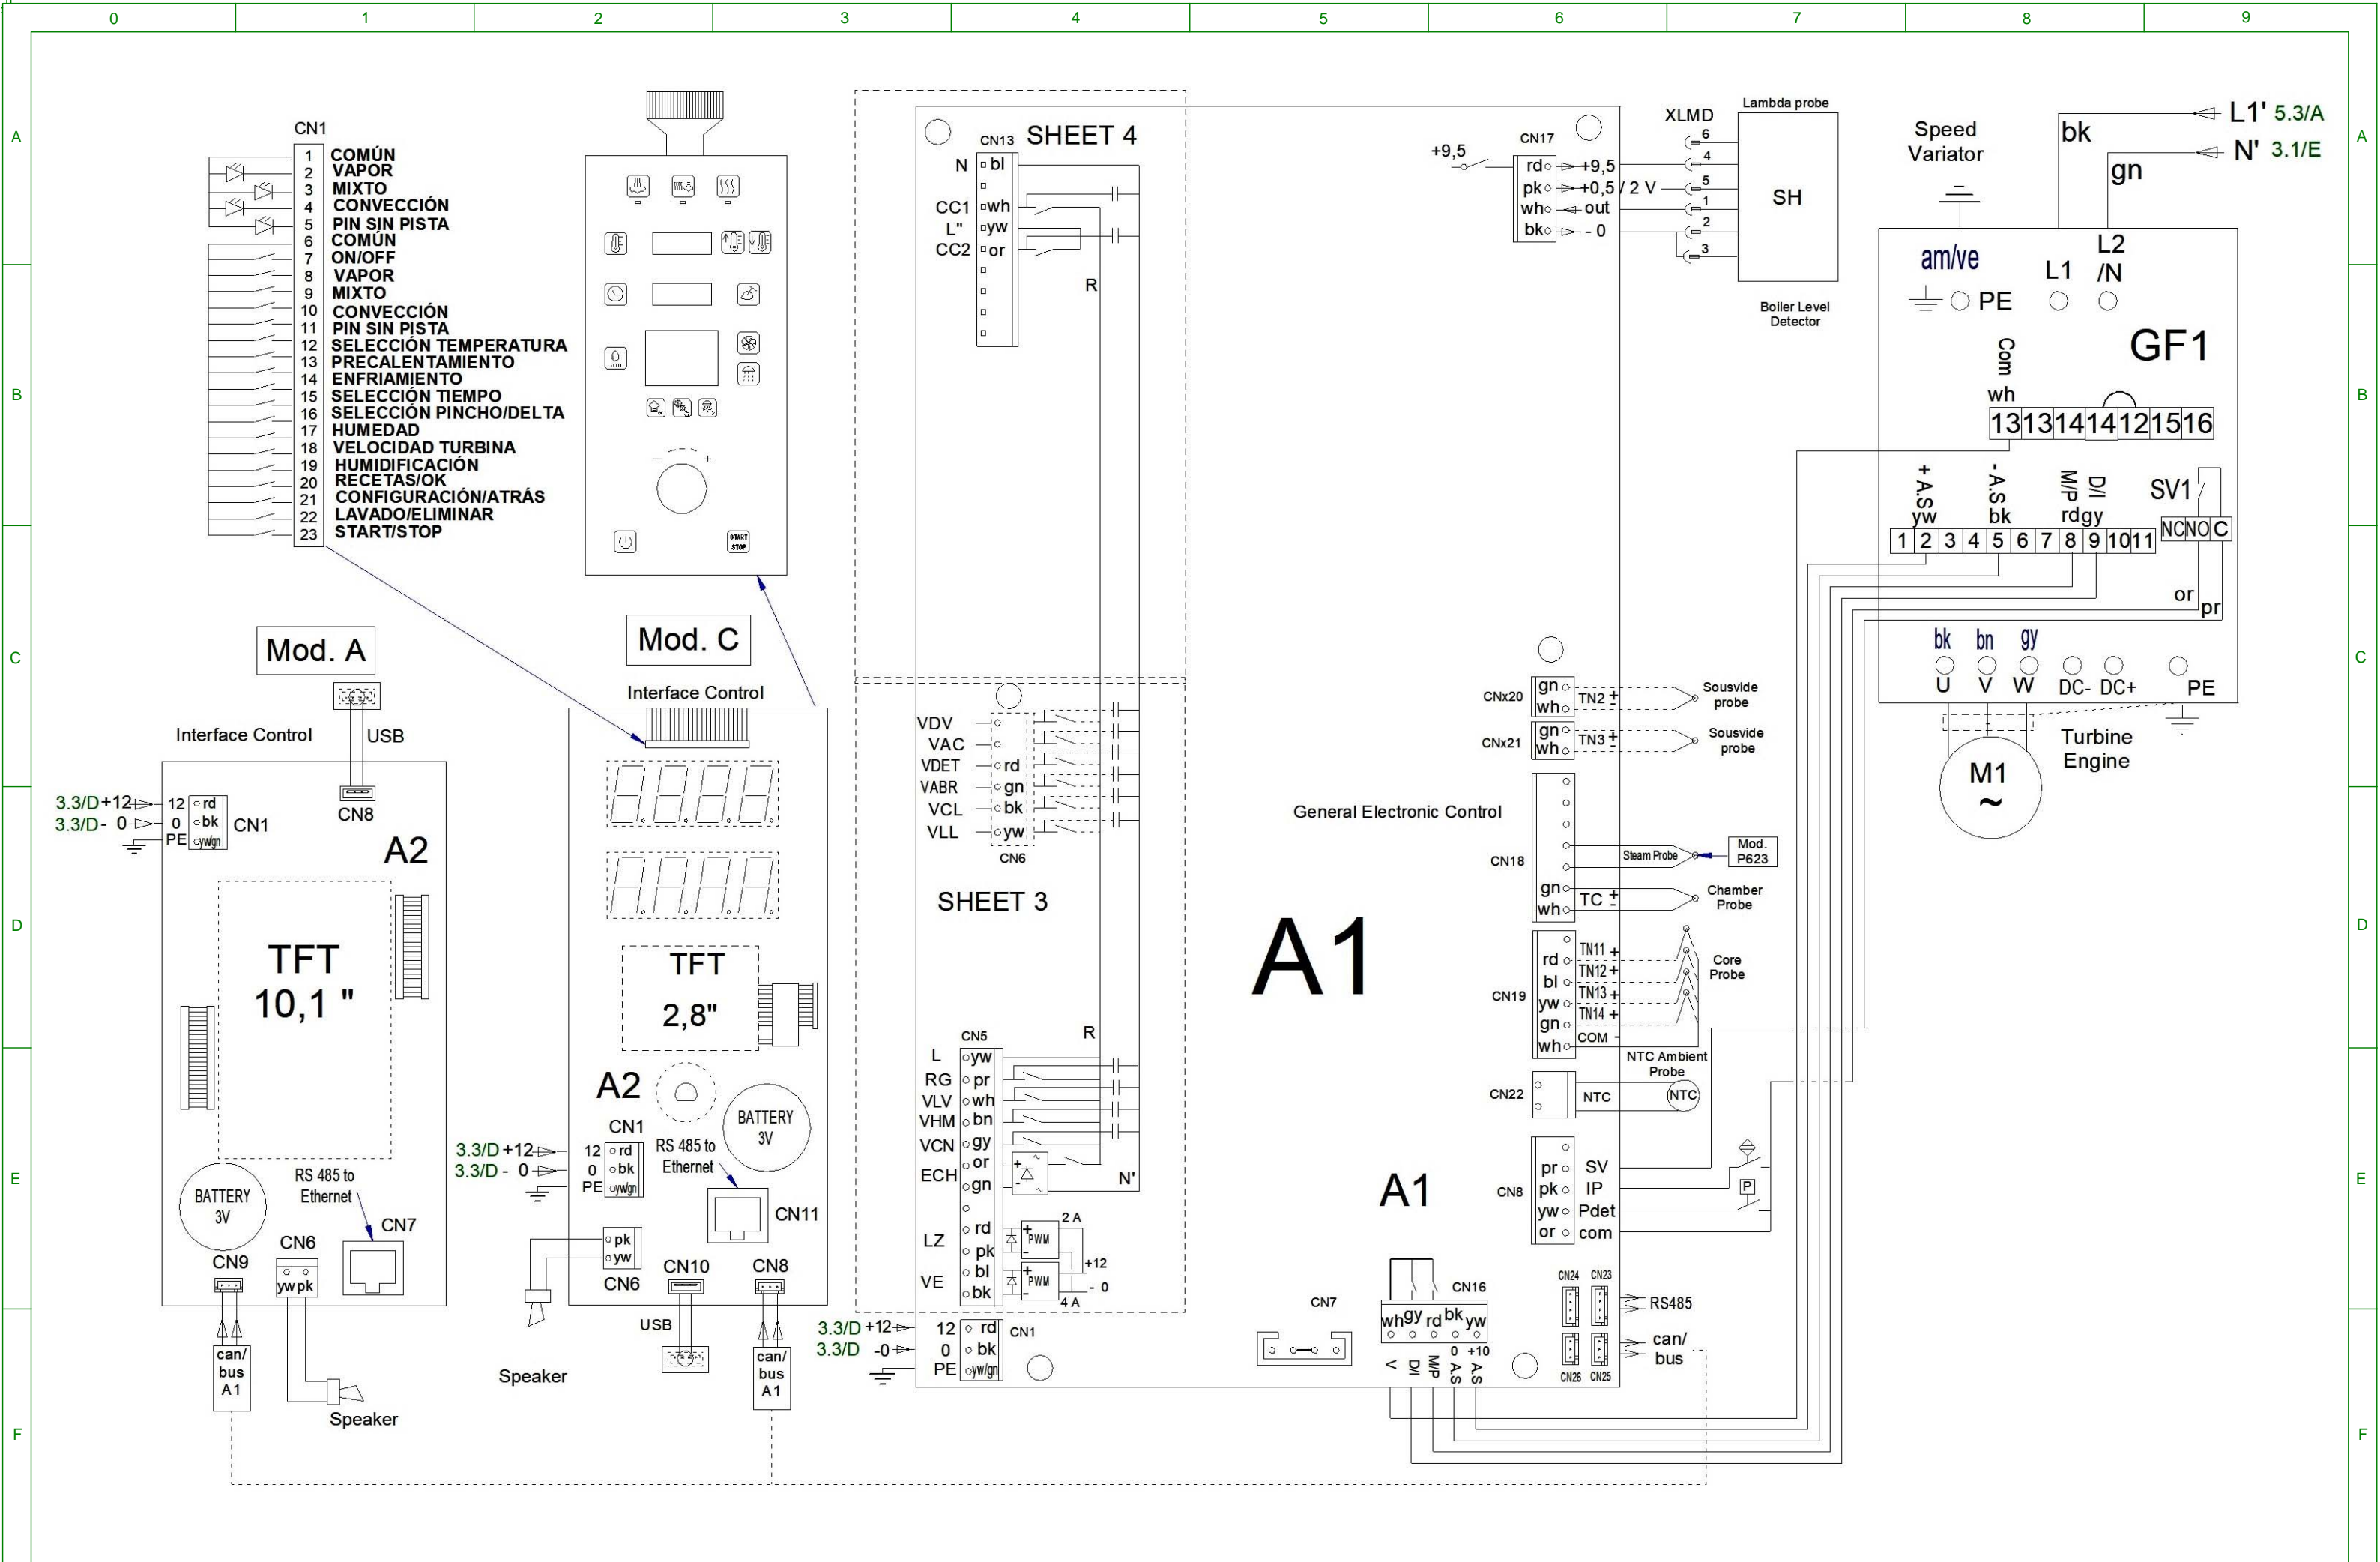 0 1 2 3 4 5 6 7 8 9
A
B
C
D
E
F
A
B
C
D
E
F
CN1
1 COMÚN
2 VAPOR
3 MIXTO
4 CONVECCIÓN
5 PIN SIN PISTA
6 COMÚN
7 ON/OFF
8 VAPOR
9 MIXTO
10 CONVECCIÓN
11 PIN SIN PISTA
12 SELECCIÓN TEMPERATURA
13 PRECALENTAMIENTO
14 ENFRIAMIENTO
15 SELECCIÓN TIEMPO
16 SELECCIÓN PINCHO/DELTA
17 HUMEDAD
18 VELOCIDAD TURBINA
19 HUMIDIFICACIÓN
20 RECETAS/OK
21 CONFIGURACIÓN/ATRÁS
22 LAVADO/ELIMINAR
23 START/STOP
- +
START
STOP
Mod. A
Interface Control
USB
CN8
3.3/D +12 12 rd
3.3/D - 0 0 bk
PE yw/gn
CN1
A2
TFT
10,1 "
BATTERY
3V
RS 485 to
Ethernet
CN7
CN6
yw pk
CN9
can/
bus
A1
Speaker
Mod. C
Interface Control
TFT
2,8"
A2
BATTERY
3V
CN1
3.3/D +12 12 rd
3.3/D - 0 0 bk
PE yw/gn
RS 485 to
Ethernet
CN11
pk
yw
CN6
CN10
CN8
USB
can/
bus
A1
Speaker
SHEET 4
CN13
N bl
CC1 wh
L" yw
CC2 or
R
VDV
VAC
VDET rd
VABR gn
VCL bk
VLL yw
CN6
SHEET 3
R
CN5
L yw
RG pr
VLV wh
VHM bn
VCN gy
ECH or
gn
+ - ~ ~
N'
LZ rd
pk
+ PWM -
2 A
VE bl
bk
+ PWM -
4 A
+12
- 0
3.3/D +12 12 rd
3.3/D -0 0 bk
PE yw/gn
CN1
General Electronic Control
A1
A1
CN7
CN17
+9,5
rd +9,5
pk +0,5 / 2 V
wh out
bk - 0
XLMD
6
4
5
1
2
3
Lambda probe
SH
Boiler Level
Detector
CNx20
gn
wh
TN2 + -
Sousvide
probe
CNx21
gn
wh
TN3 + -
Sousvide
probe
CN18
Steam Probe
Mod.
P623
gn
wh
TC + -
Chamber
Probe
CN19
rd TN11 +
bl TN12 +
yw TN13 +
gn TN14 +
wh COM -
Core
Probe
NTC Ambient
Probe
CN22
NTC
NTC
CN8
pr SV
pk IP
yw Pdet
or com
P
CN16
wh gy rd bk yw
0 +10
V D/I M/P A.S A.S
CN24 CN23
RS485
can/
bus
CN26 CN25
Speed
Variator
bk
gn
L1' 5.3/A
N' 3.1/E
am/ve
PE
L1
L2
/N
GF1
Com
wh
13 13 14 14 12 15 16
+ A.S
yw
- A.S
bk
M/P
rd
D/I
gy
SV1
NC NO C
1 2 3 4 5 6 7 8 9 10 11
or
pr
bk bn gy
U V W DC- DC+ PE
M1
~
Turbine
Engine